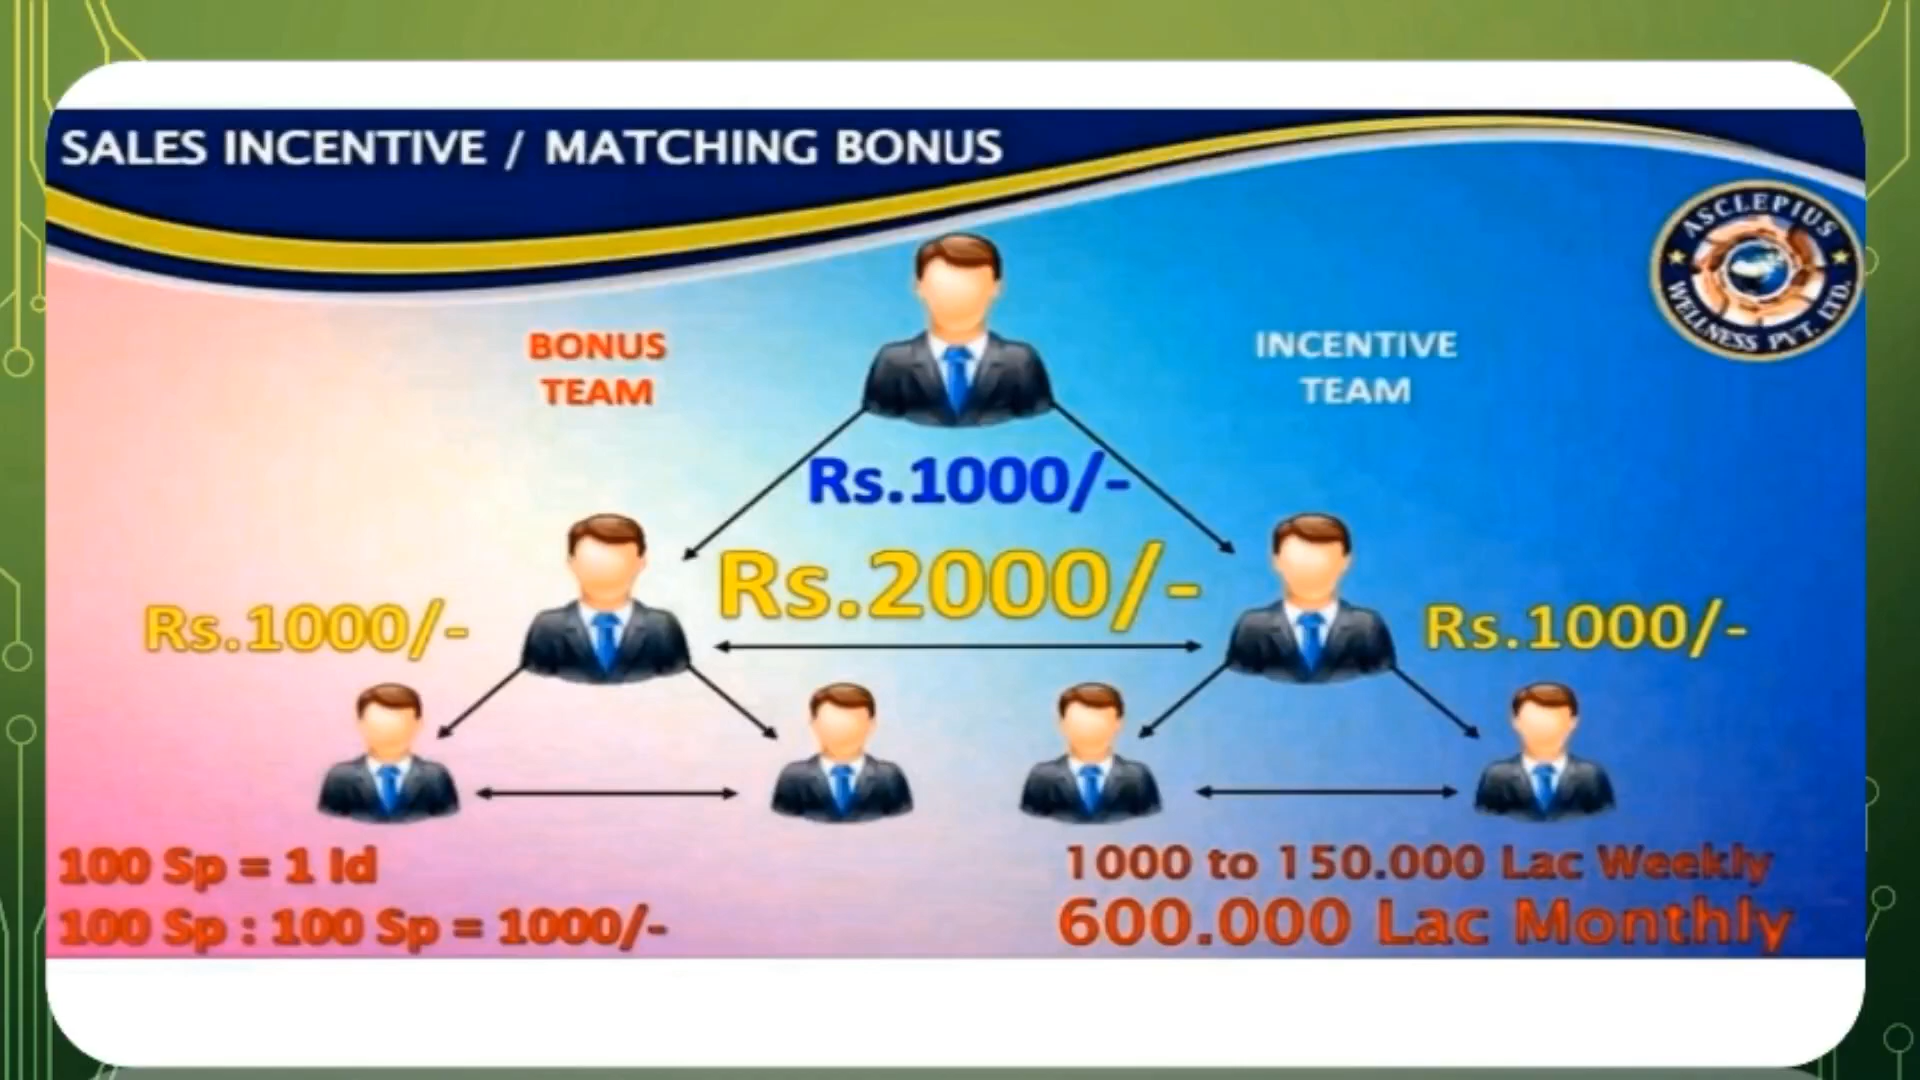 SALES INCENTIVE / MATCHING BONUS
ASCLEPIUS
WELLNESS PVT. LTD.
BONUS
TEAM
INCENTIVE
TEAM
Rs.1000/-
Rs.2000/-
Rs.1000/-
Rs.1000/-
100 Sp = 1 Id
100 Sp : 100 Sp = 1000/-
1000 to 150.000 Lac Weekly
600.000 Lac Monthly